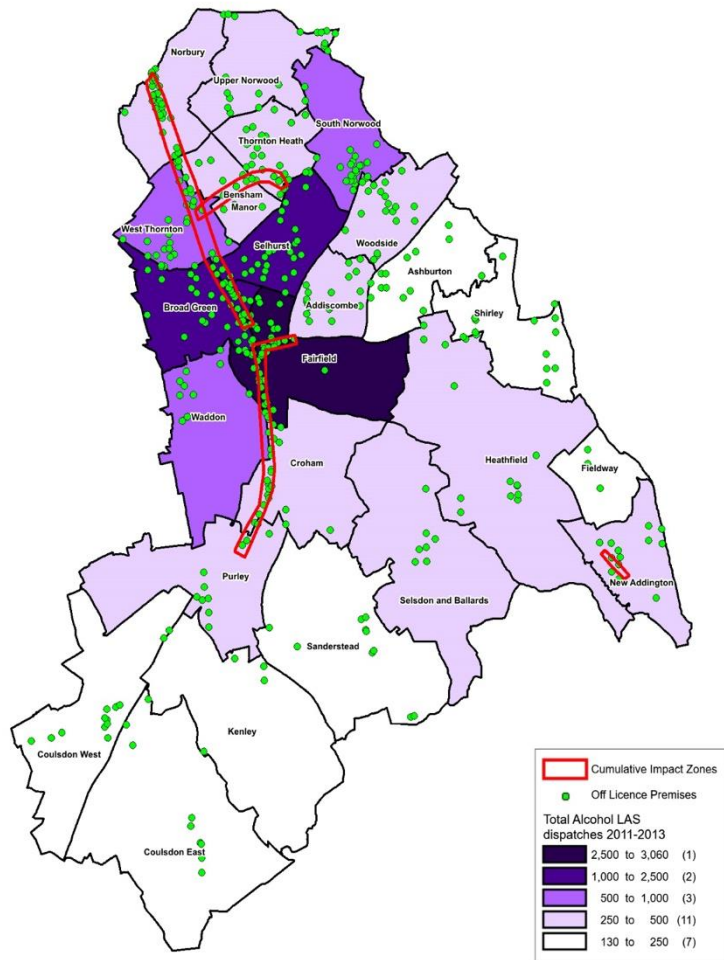 Norbury
Upper Norwood
South Norwood
Thornton Heath
Bensham
Manor
West Thornton
Selhurst
Woodside
Ashburton
Broad Green
Addiscombe
Shirley
Fairfield
Waddon
Croham
Heathfield
Fieldway
Purley
New Addington
Selsdon and Ballards
Sanderstead
Kenley
Coulsdon West
Coulsdon East
Cumulative Impact Zones
Off Licence Premises
Total Alcohol LAS
dispatches 2011-2013
2,500 to 3,060 (1)
1,000 to 2,500 (2)
500 to 1,000 (3)
250 to 500 (11)
130 to 250 (7)